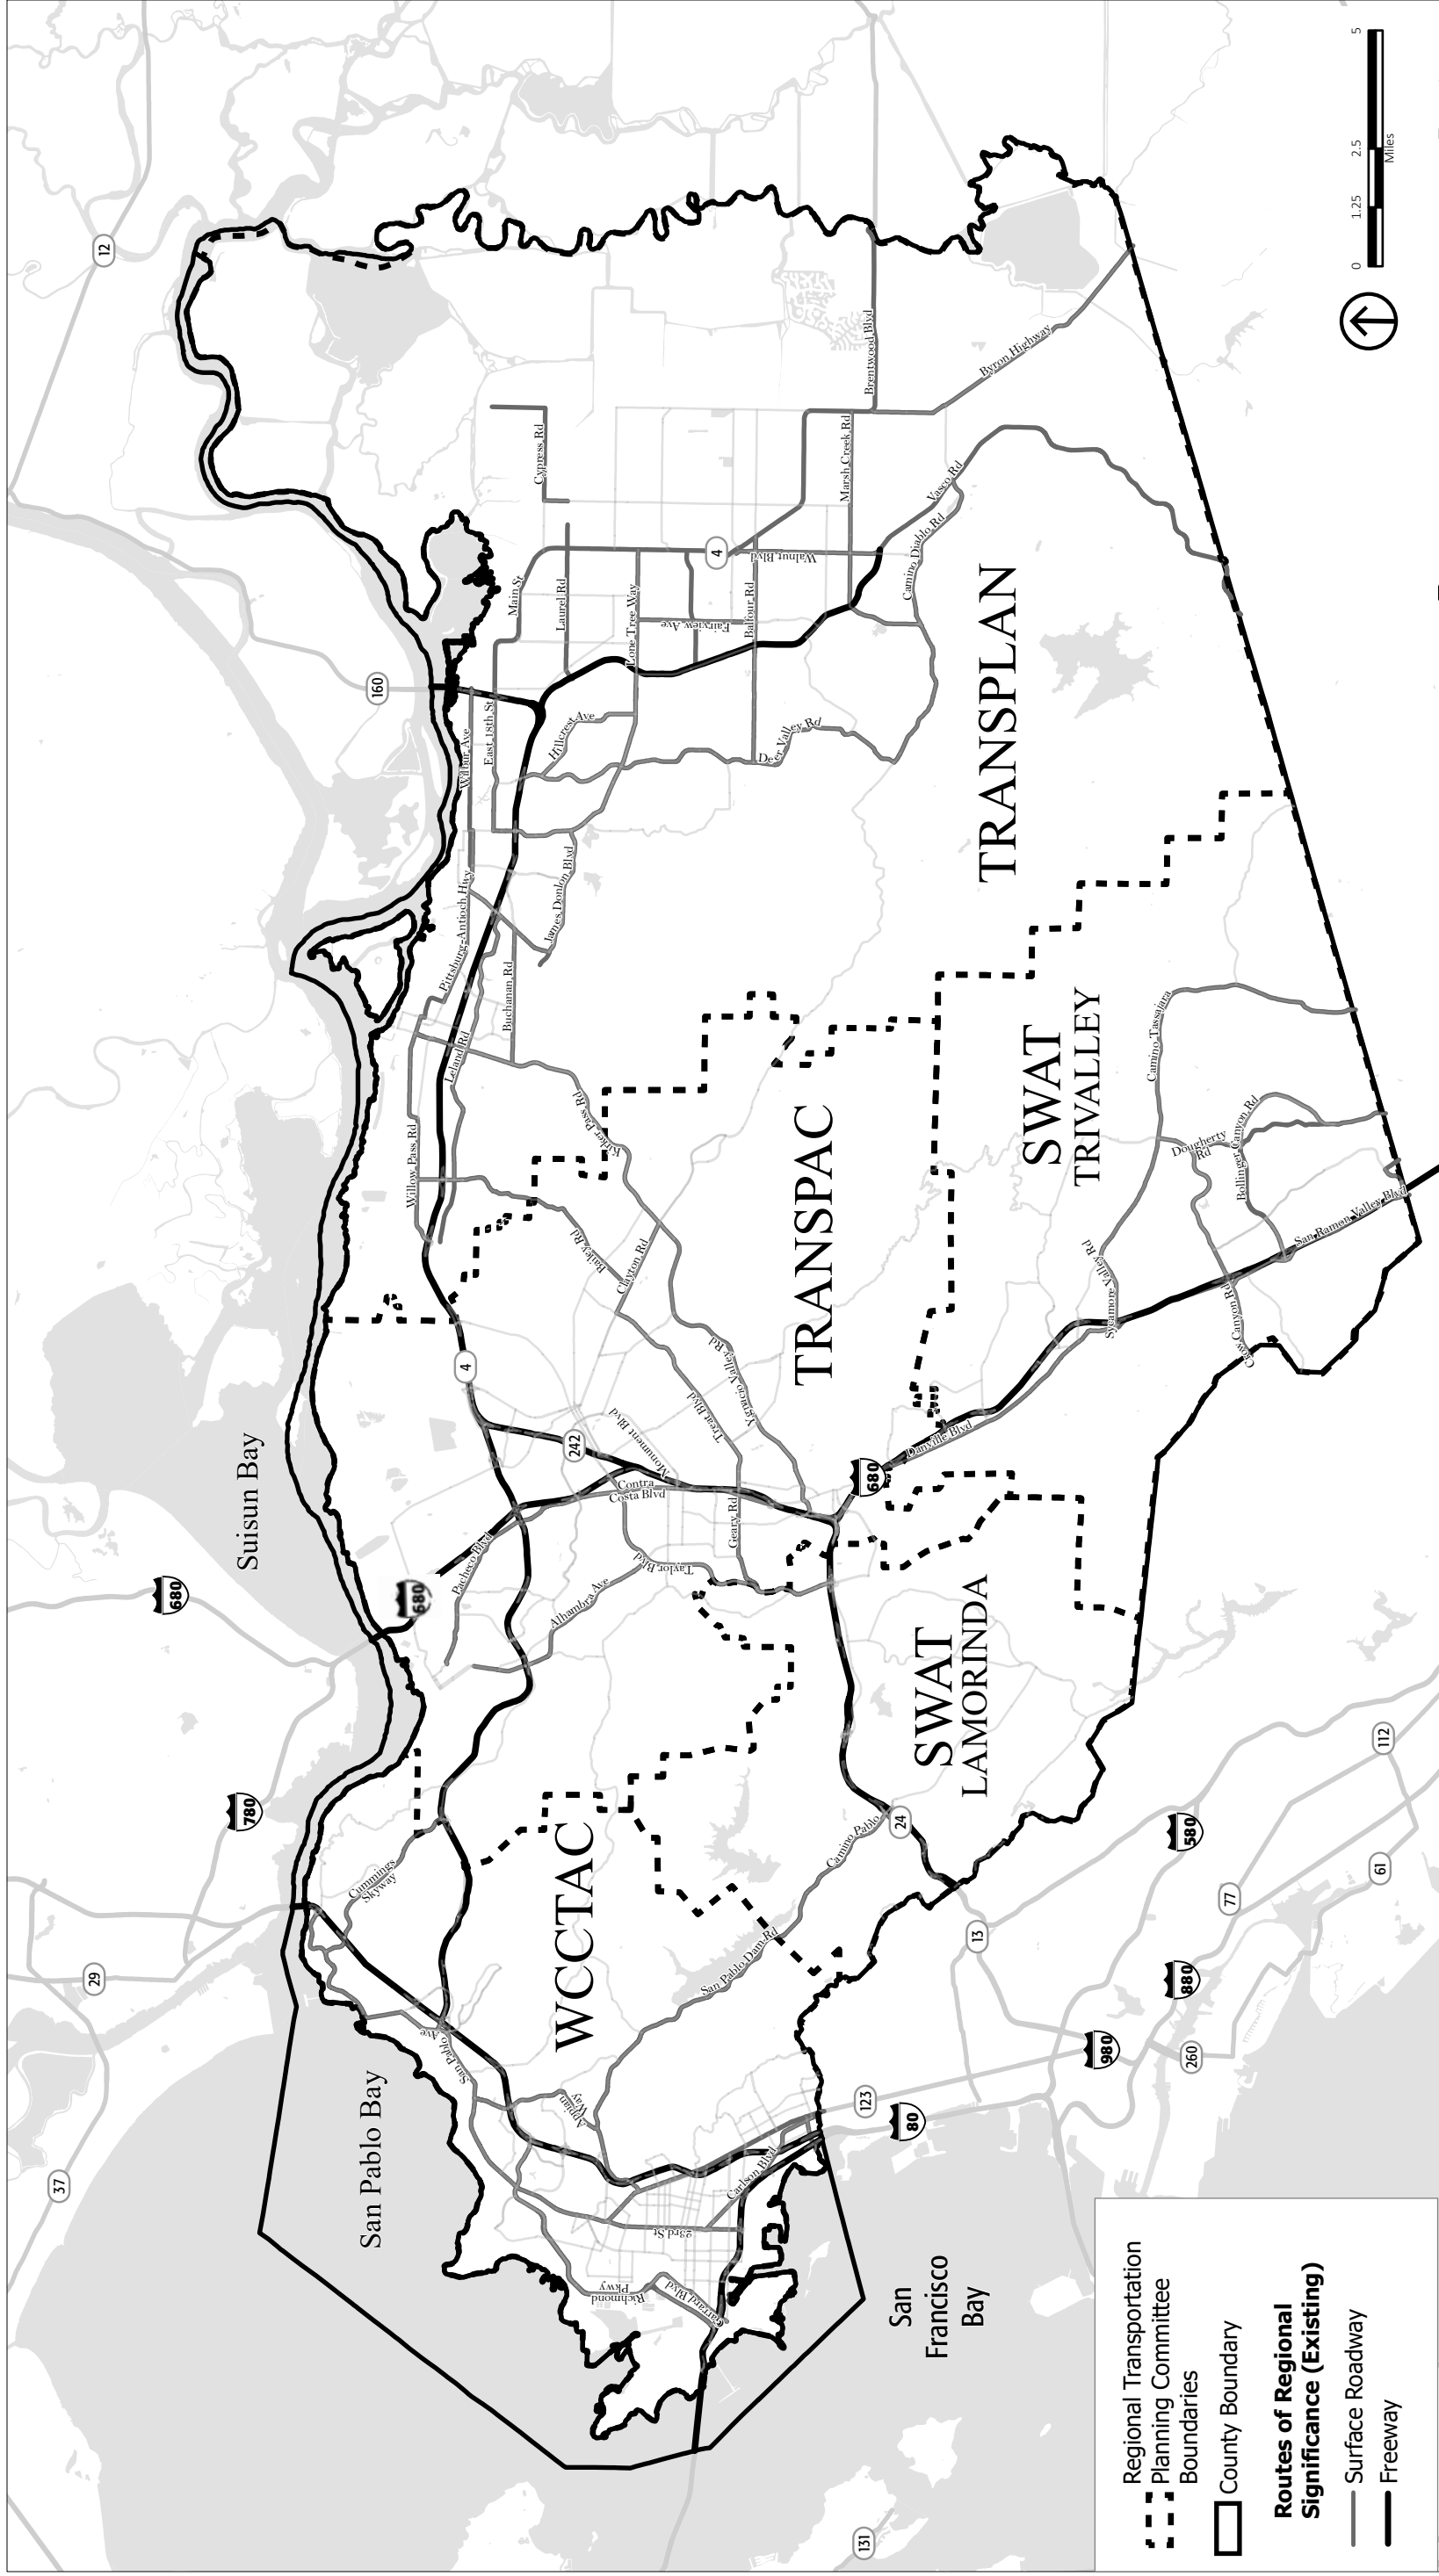 12
160
4
Suisun Bay
680
780
29
37
San Pablo Bay
San
Francisco
Bay
131
80
123
980
260
880
77
580
13
61
112
24
680
680
242
4
TRANSPLAN
TRANSPAC
SWAT
TRIVALLEY
SWAT
LAMORINDA
WCCTAC
Cypress Rd
Brentwood Blvd
Byron Highway
Marsh Creek Rd
Vasco Rd
Camino Diablo Rd
Walnut Blvd
Main St
Laurel Rd
Lone Tree Way
Fairview Ave
Balfour Rd
Deer Valley Rd
Hillcrest Ave
East 18th St
Wilbur Ave
James Donlon Blvd
Pittsburg-Antioch Hwy
Buchanan Rd
Leland Rd
Willow Pass Rd
Kirker Pass Rd
Bailey Rd
Clayton Rd
Ygnacio Valley Rd
Treat Blvd
Monument Blvd
Contra
Costa Blvd
Geary Rd
Taylor Blvd
Alhambra Ave
Pacheco Blvd
Danville Blvd
Sycamore Valley Rd
Camino Tassajara
Dougherty
Rd
Bollinger Canyon Rd
San Ramon Valley Blvd
Crow Canyon Rd
Camino Pablo
San Pablo Dam Rd
Cummings
Skyway
San Pablo Ave
Appian
Way
Carlson Blvd
23rd St
Richmond
Pkwy
Garrard Blvd
0 1.25 2.5 5
Miles
Regional Transportation
Planning Committee
Boundaries
County Boundary
Routes of Regional
Significance (Existing)
Surface Roadway
Freeway